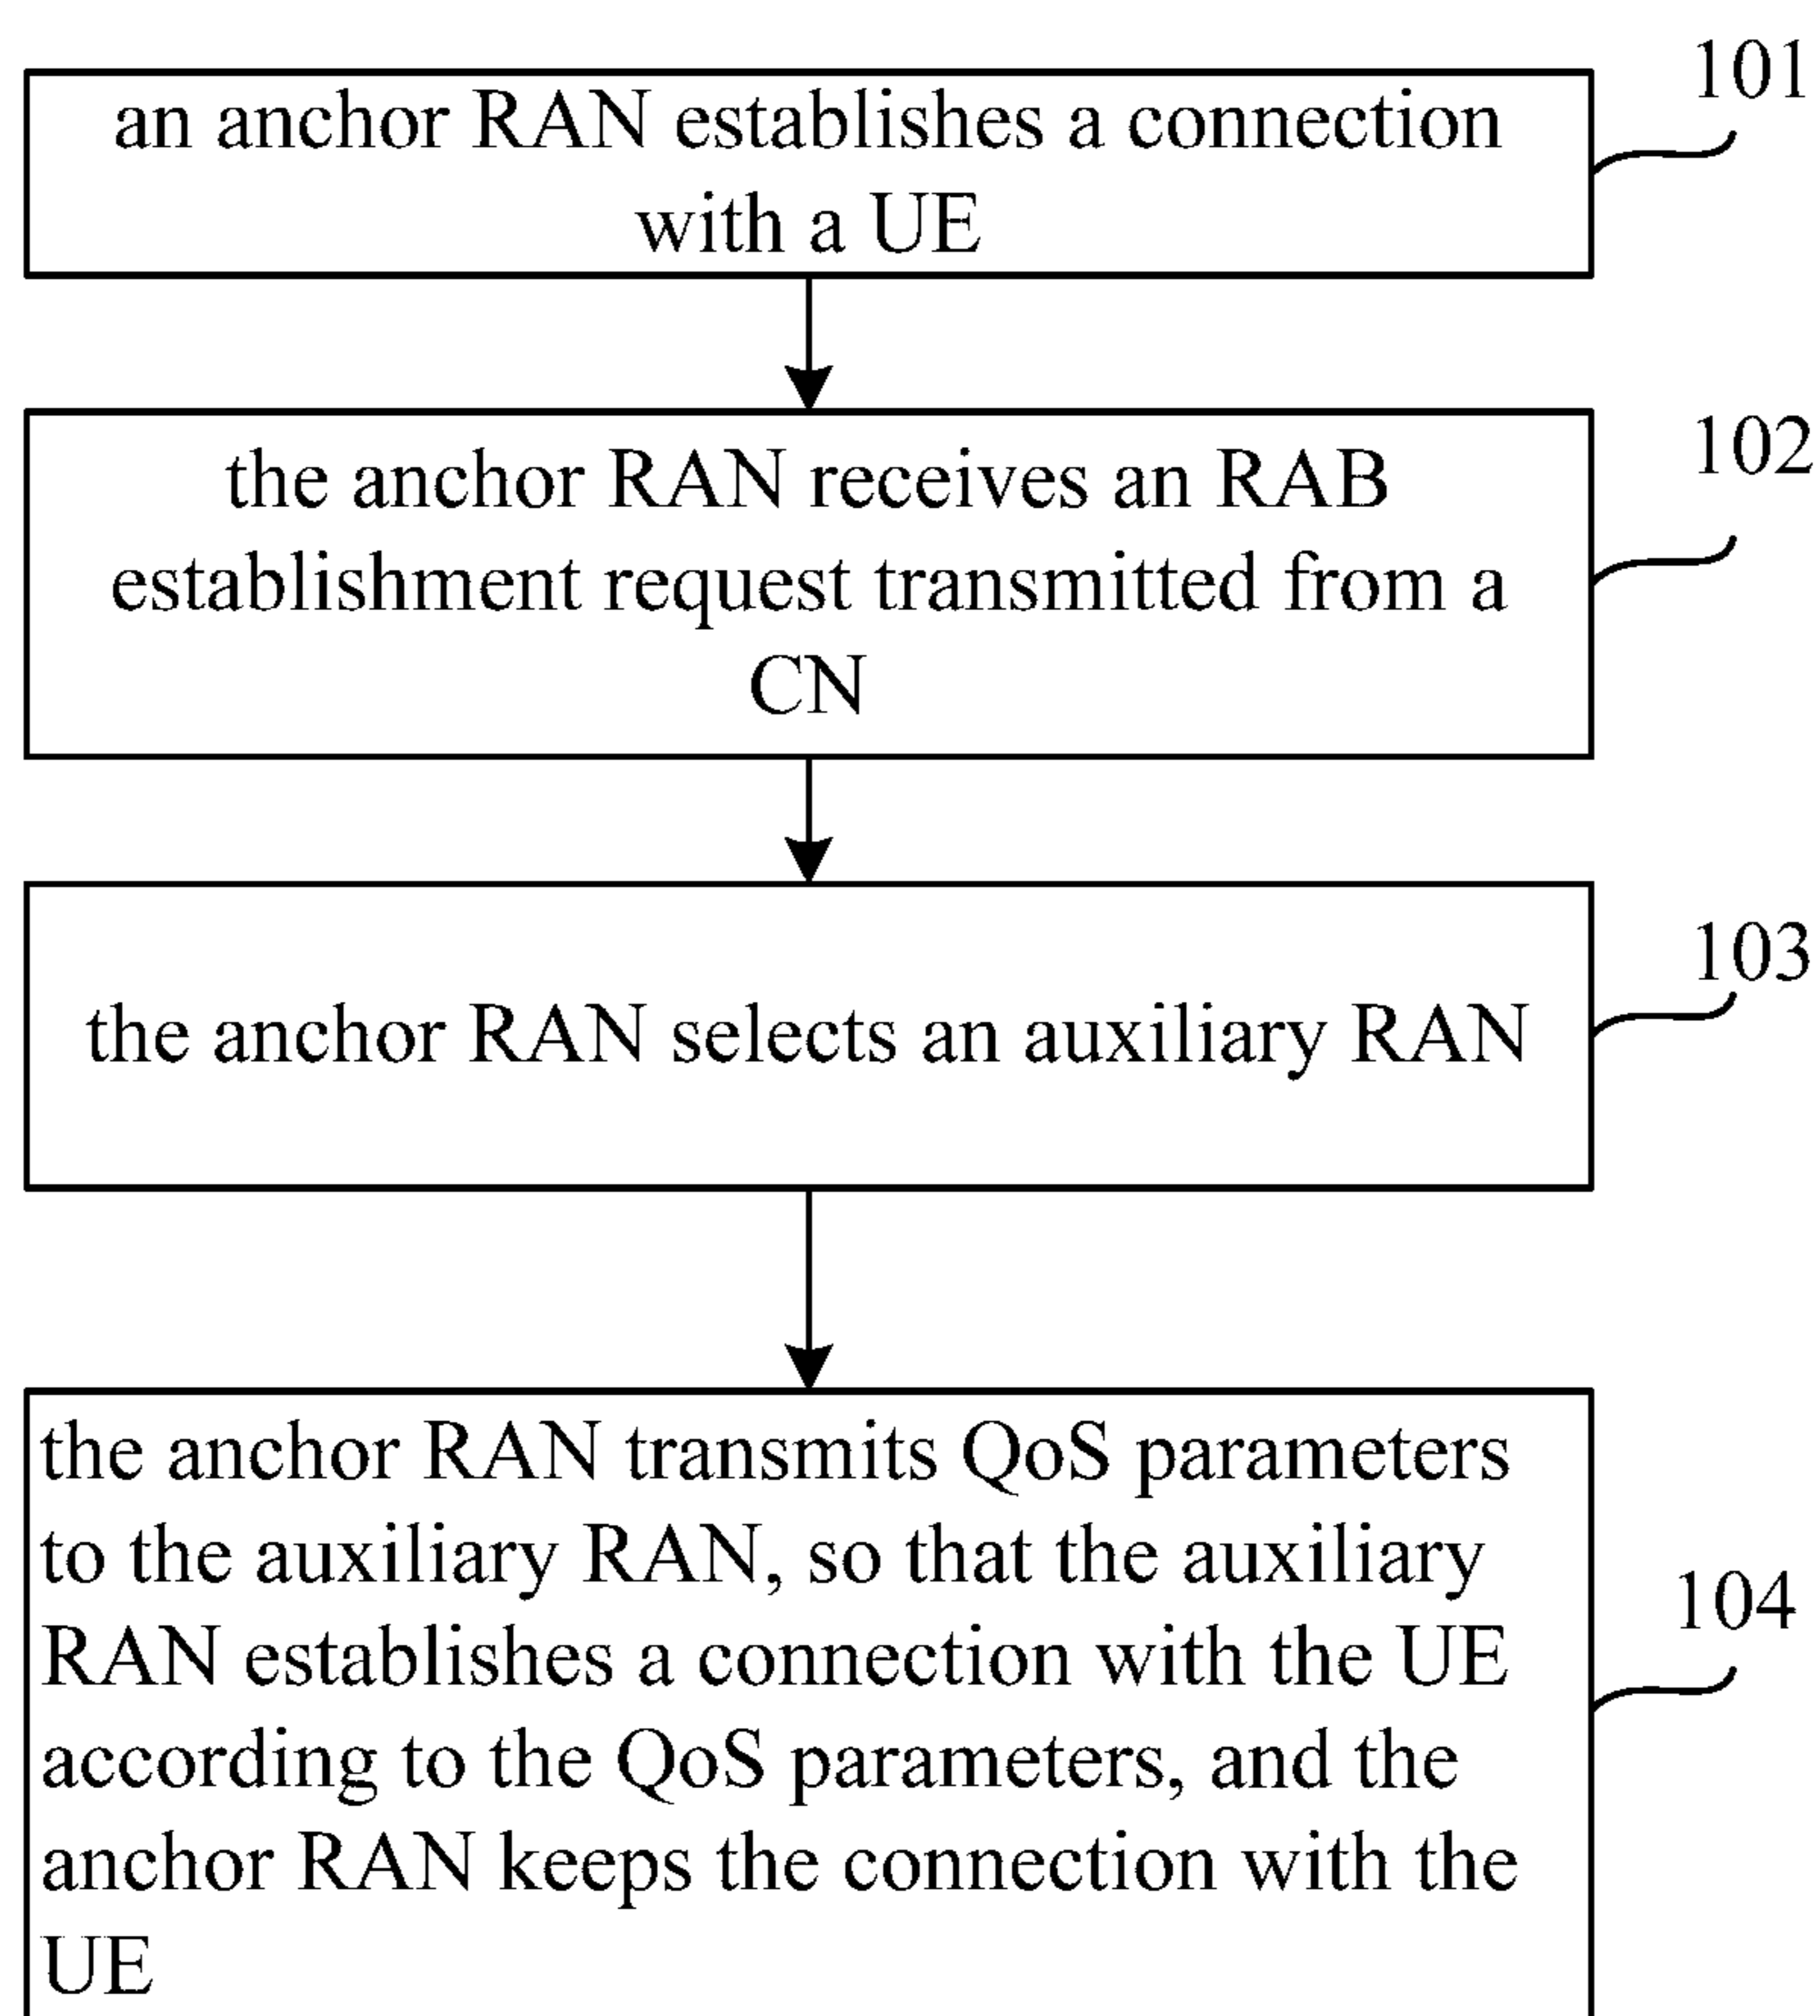 101
an anchor RAN establishes a connection
with a UE
102
the anchor RAN receives an RAB
establishment request transmitted from a
CN
103
the anchor RAN selects an auxiliary RAN
the anchor RAN transmits QoS parameters
to the auxiliary RAN, so that the auxiliary
RAN establishes a connection with the UE
according to the QoS parameters, and the
anchor RAN keeps the connection with the
UE
104